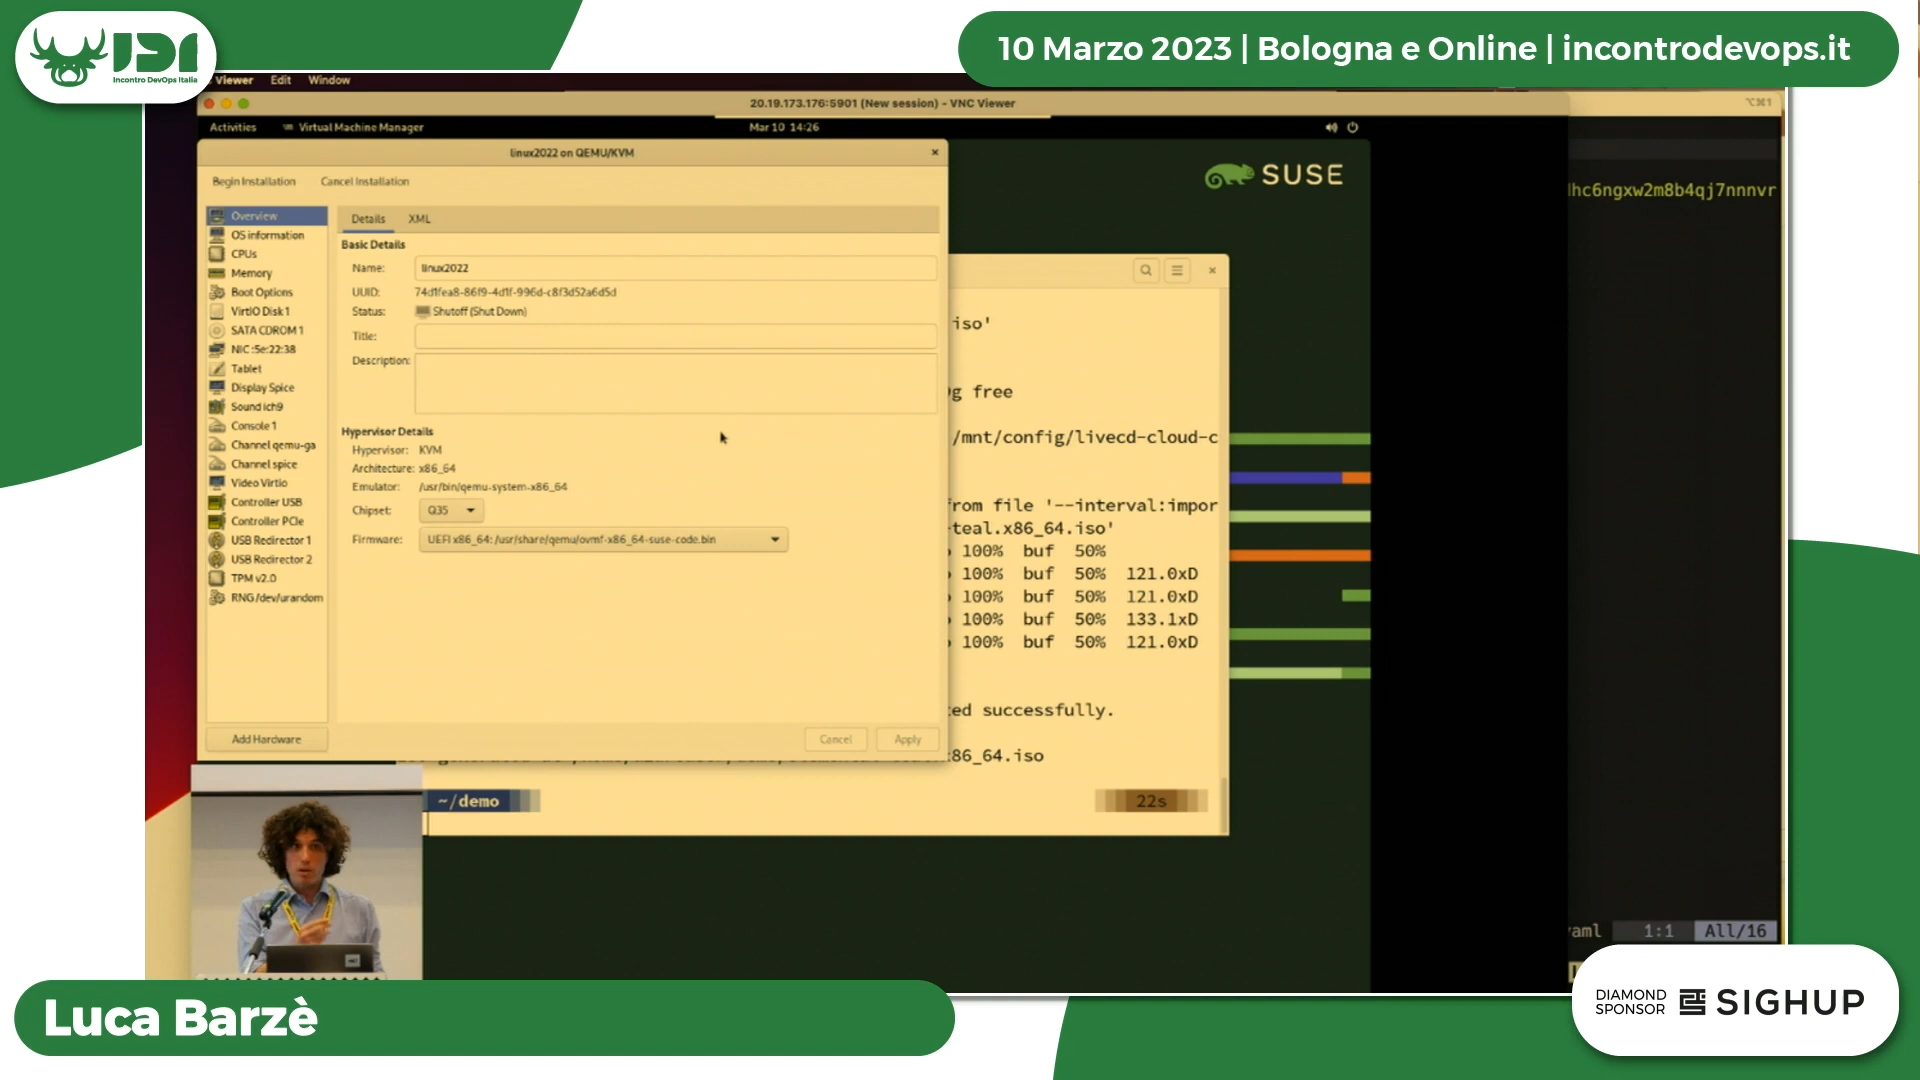 IDI
Incontro DevOps Italia
10 Marzo 2023 | Bologna e Online | incontrodevops.it
Viewer Edit Window
20.19.173.176:5901 (New session) - VNC Viewer
⌥⌘1
Activities Virtual Machine Manager
Mar 10 14:26
linux2022 on QEMU/KVM
Begin Installation Cancel Installation
Overview
OS information
CPUs
Memory
Boot Options
VirtIO Disk 1
SATA CDROM 1
NIC :5e:22:38
Tablet
Display Spice
Sound ich9
Console 1
Channel qemu-ga
Channel spice
Video Virtio
Controller USB
Controller PCIe
USB Redirector 1
USB Redirector 2
TPM v2.0
RNG /dev/urandom
Add Hardware
Details XML
Basic Details
Name: linux2022
UUID: 74d1fea8-86f9-4d1f-996d-c8f3d52a6d5d
Status: Shutoff (Shut Down)
Title:
Description:
Hypervisor Details
Hypervisor: KVM
Architecture: x86_64
Emulator: /usr/bin/qemu-system-x86_64
Chipset: Q35
Firmware: UEFI x86_64: /usr/share/qemu/ovmf-x86_64-suse-code.bin
Cancel Apply
SUSE
lhc6ngxw2m8b4qj7nnnvr
iso'
g free
/mnt/config/livecd-cloud-c
rom file '--interval:impor
-teal.x86_64.iso'
100% buf 50%
100% buf 50% 121.0xD
100% buf 50% 121.0xD
100% buf 50% 133.1xD
100% buf 50% 121.0xD
ed successfully.
86_64.iso
~/demo
22s
yaml 1:1 All/16
Luca Barzè
DIAMOND
SPONSOR
SIGHUP